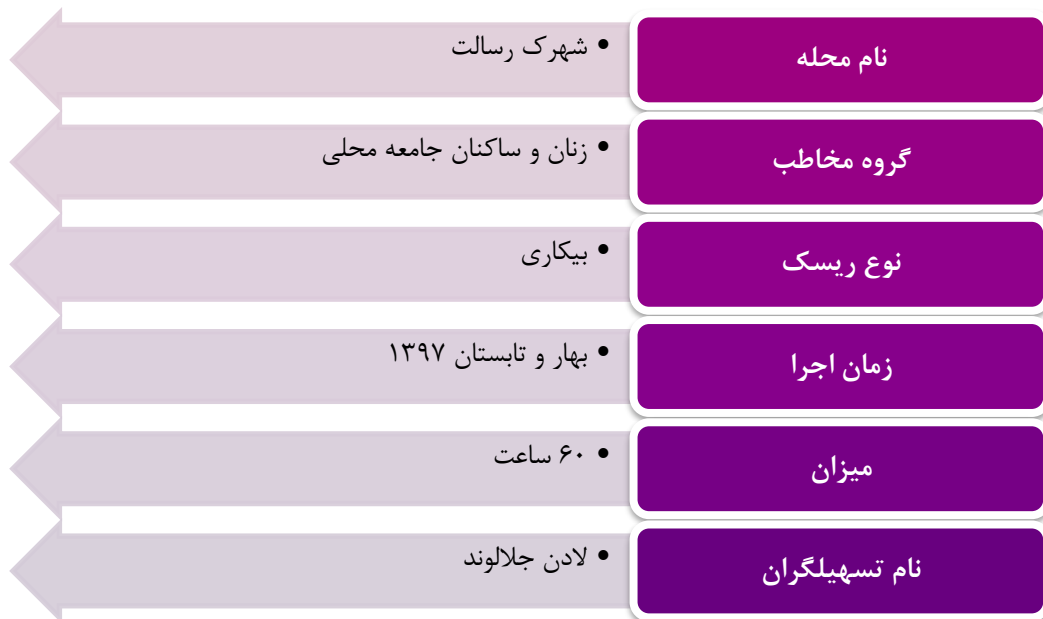 نام محله
• شهرک رسالت
گروه مخاطب
• زنان و ساکنان جامعه محلی
نوع ریسک
• بیکاری
زمان اجرا
• بهار و تابستان ۱۳۹۷
میزان
• ۶۰ ساعت
نام تسهیلگران
• لادن جلالوند